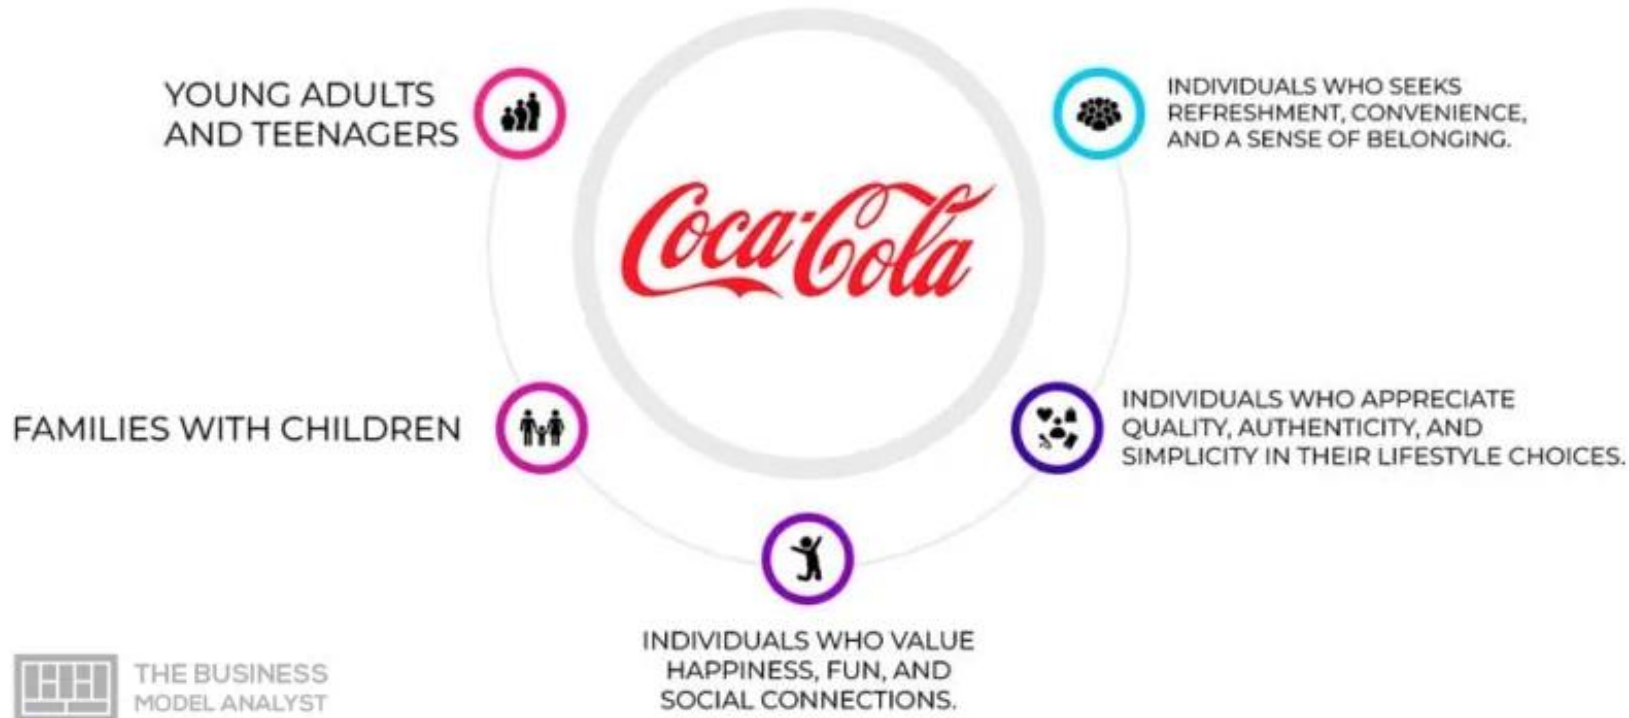 YOUNG ADULTS
AND TEENAGERS
INDIVIDUALS WHO SEEKS
REFRESHMENT, CONVENIENCE,
AND A SENSE OF BELONGING.
Coca-Cola
FAMILIES WITH CHILDREN
INDIVIDUALS WHO APPRECIATE
QUALITY, AUTHENTICITY, AND
SIMPLICITY IN THEIR LIFESTYLE CHOICES.
INDIVIDUALS WHO VALUE
HAPPINESS, FUN, AND
SOCIAL CONNECTIONS.
THE BUSINESS
MODEL ANALYST